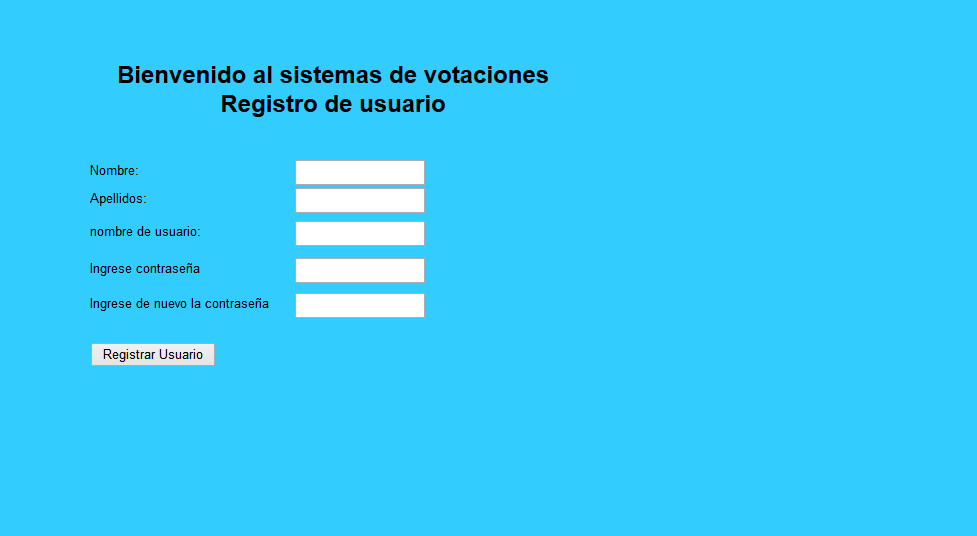 Bienvenido al sistemas de votaciones
Registro de usuario
Nombre:
Apellidos:
nombre de usuario:
Ingrese contraseña
Ingrese de nuevo la contraseña
Registrar Usuario